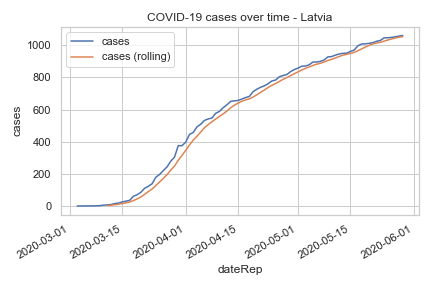 COVID-19 cases over time - Latvia
cases
cases (rolling)
1000
800
600
400
200
0
cases
2020-03-01
2020-03-15
2020-04-01
2020-04-15
2020-05-01
2020-05-15
2020-06-01
dateRep